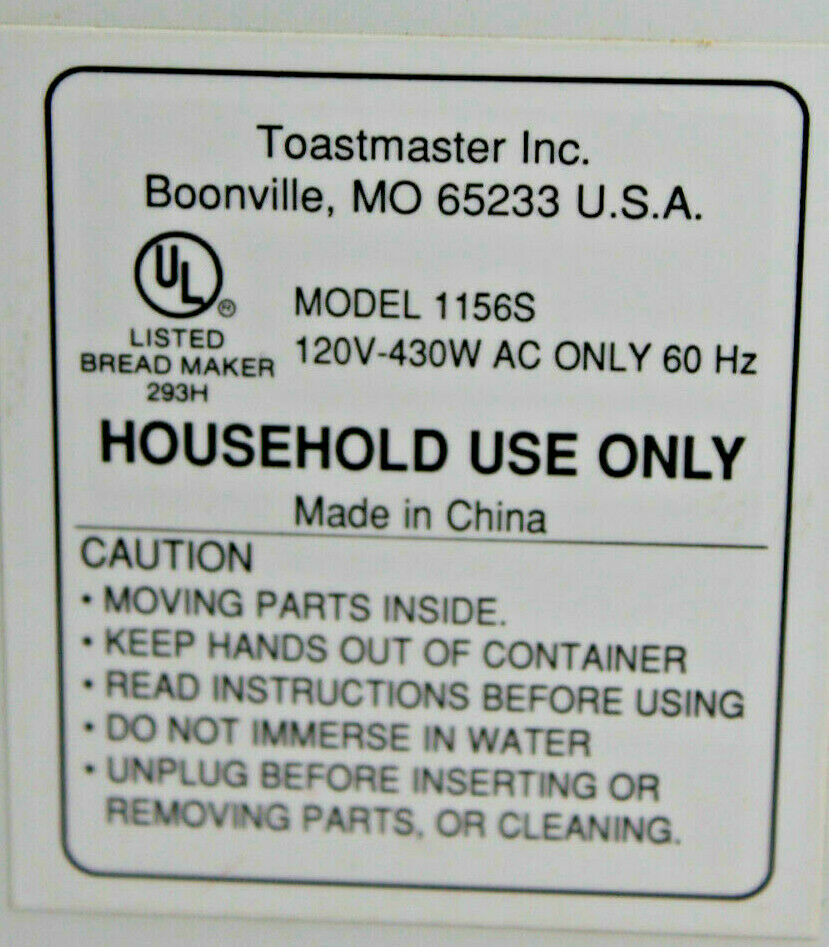 Toastmaster Inc.
Boonville, MO 65233 U.S.A.
UL®
LISTED
BREAD MAKER
293H
MODEL 1156S
120V-430W AC ONLY 60 Hz
HOUSEHOLD USE ONLY
Made in China
CAUTION
• MOVING PARTS INSIDE.
• KEEP HANDS OUT OF CONTAINER
• READ INSTRUCTIONS BEFORE USING
• DO NOT IMMERSE IN WATER
• UNPLUG BEFORE INSERTING OR
REMOVING PARTS, OR CLEANING.